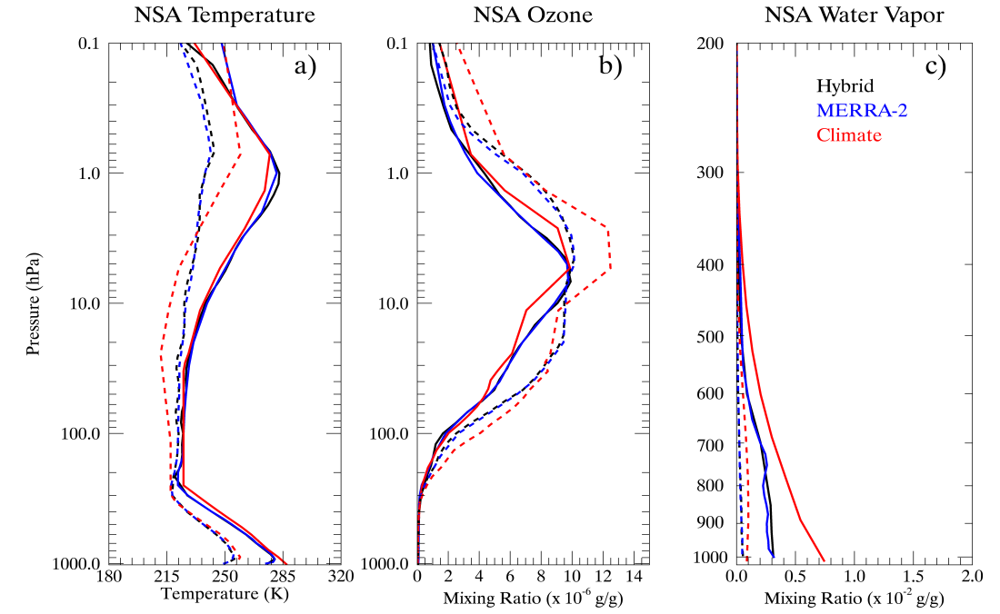 NSA Temperature
NSA Ozone
NSA Water Vapor
a)
b)
c)
Hybrid
MERRA-2
Climate
Pressure (hPa)
0.1
1.0
10.0
100.0
1000.0
180 215 250 285 320
Temperature (K)
0.1
1.0
10.0
100.0
1000.0
0 2 4 6 8 10 12 14
Mixing Ratio (x 10⁻⁶ g/g)
200
300
400
500
600
700
800
900
1000
0.0 0.5 1.0 1.5 2.0
Mixing Ratio (x 10⁻² g/g)